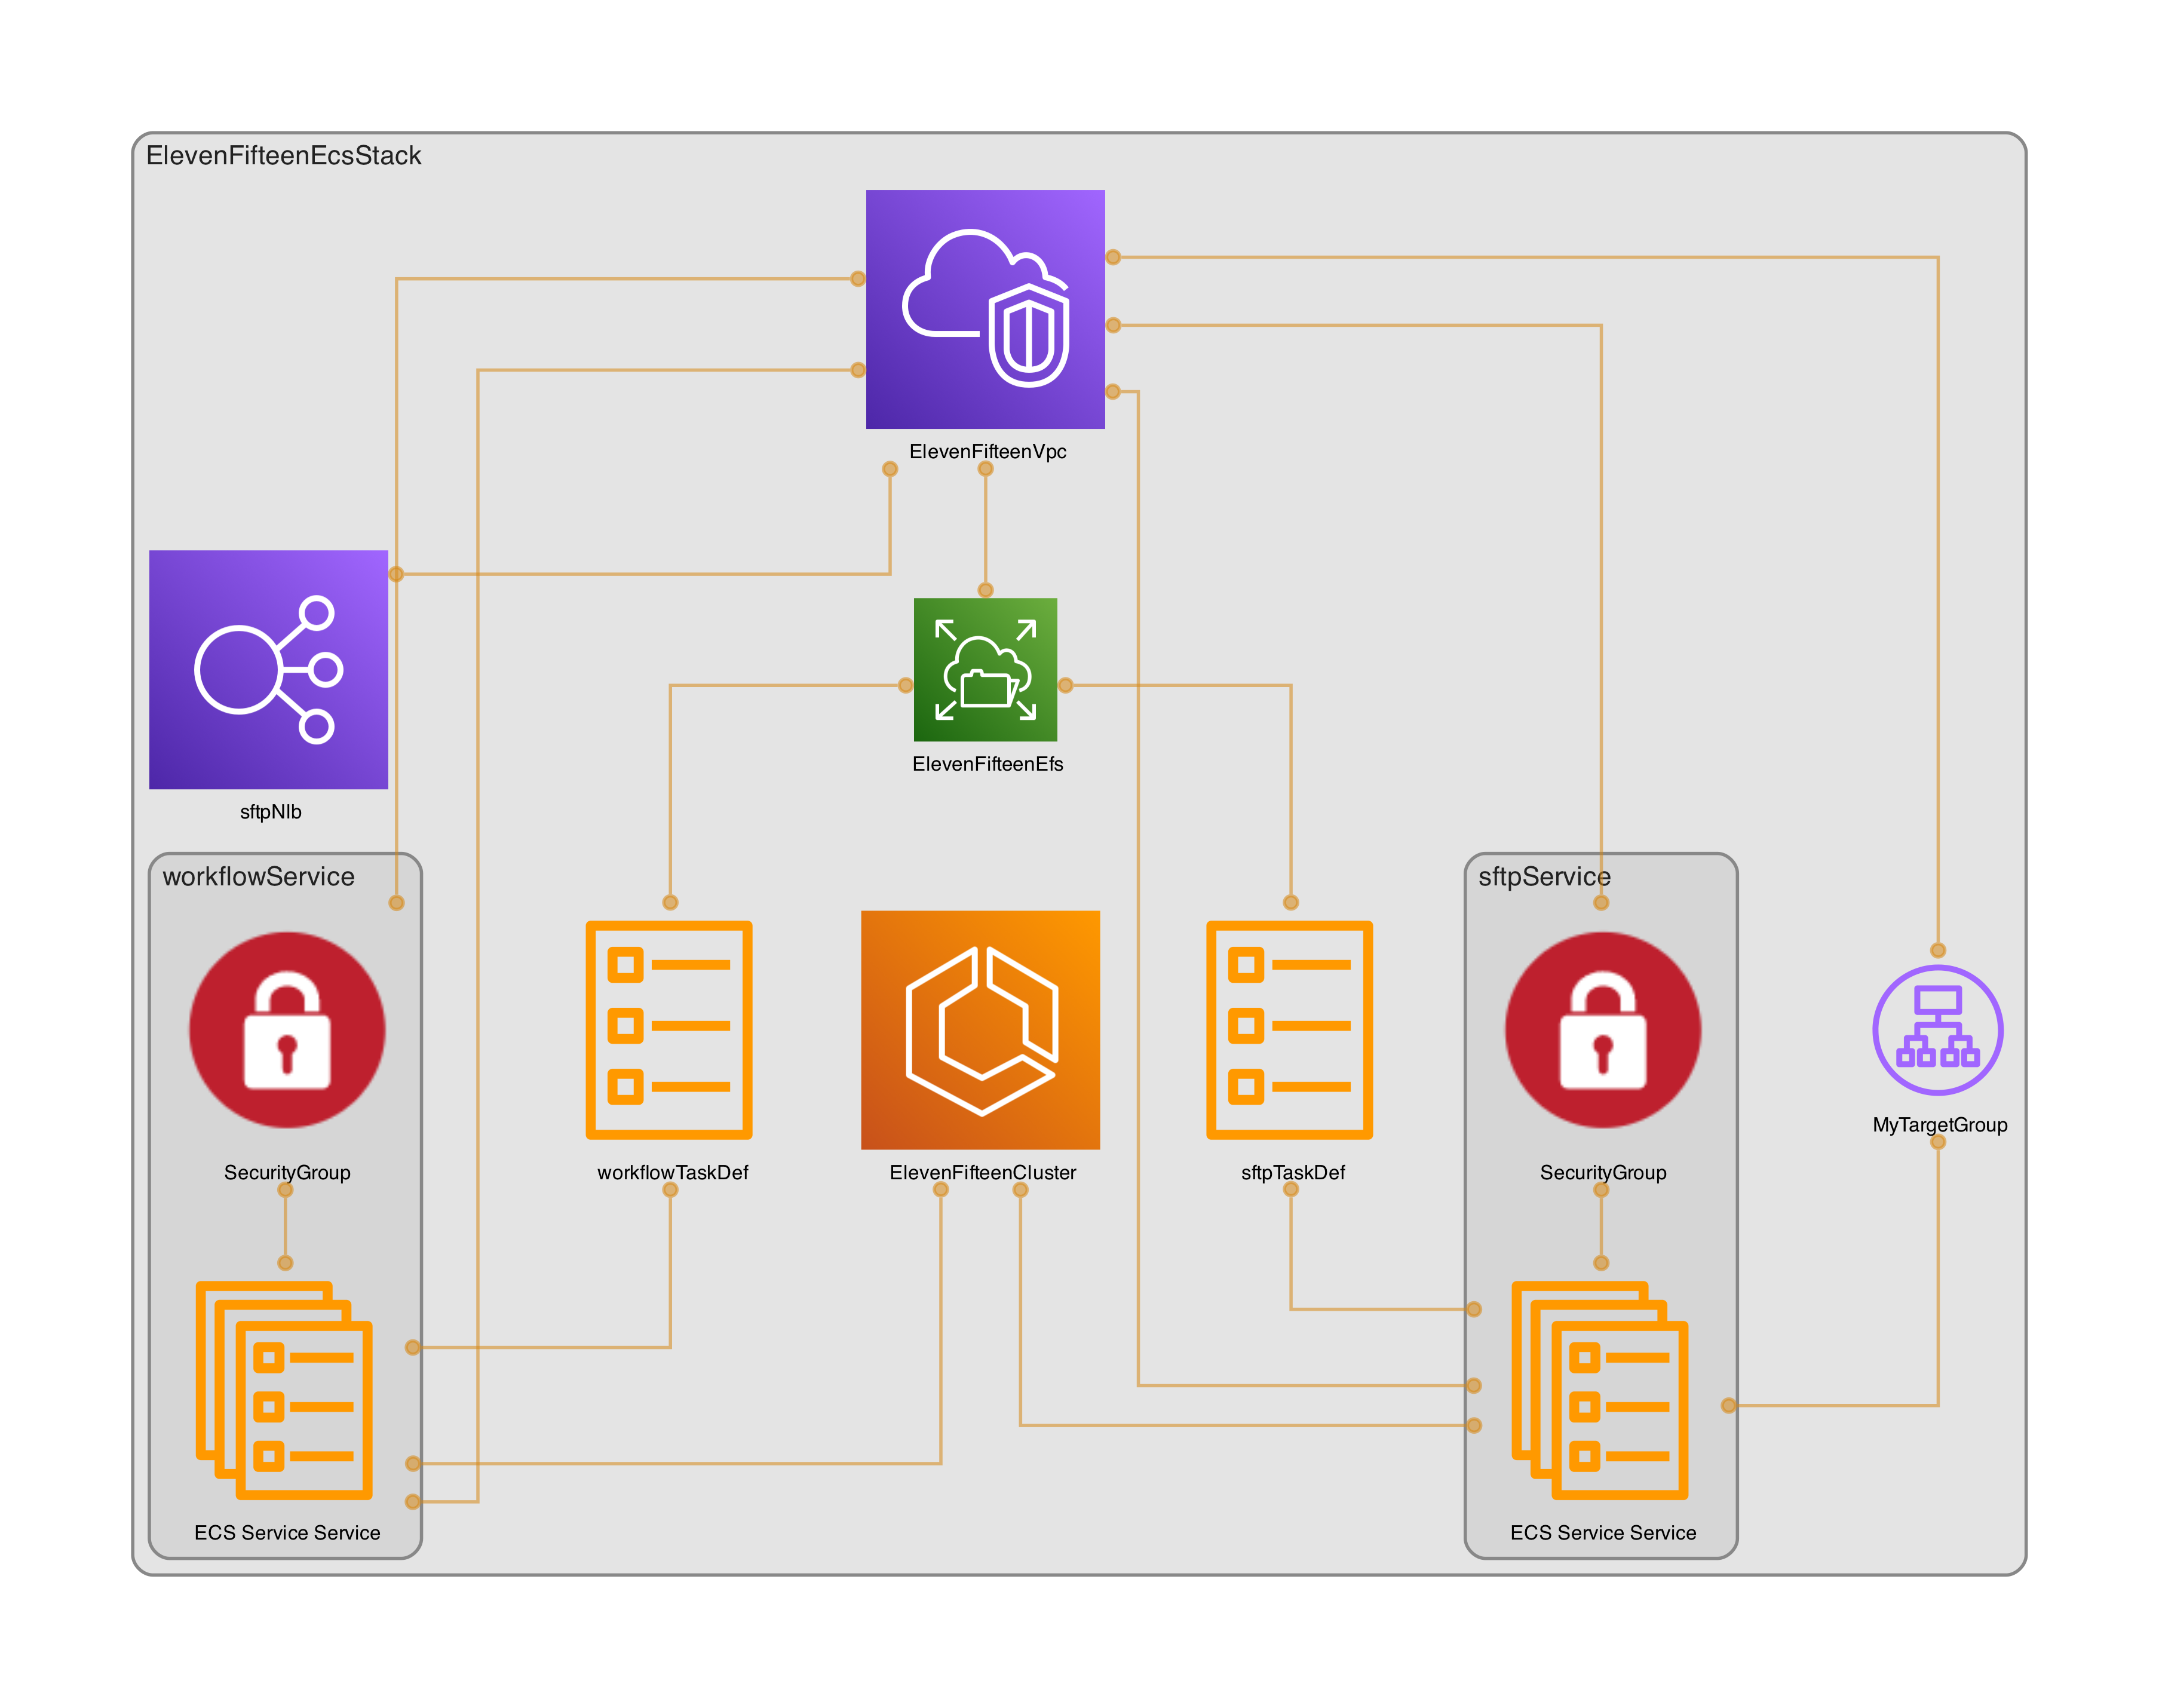 ElevenFifteenEcsStack
ElevenFifteenVpc
sftpNlb
ElevenFifteenEfs
workflowService
sftpService
SecurityGroup
workflowTaskDef
ElevenFifteenCluster
sftpTaskDef
SecurityGroup
MyTargetGroup
ECS Service Service
ECS Service Service